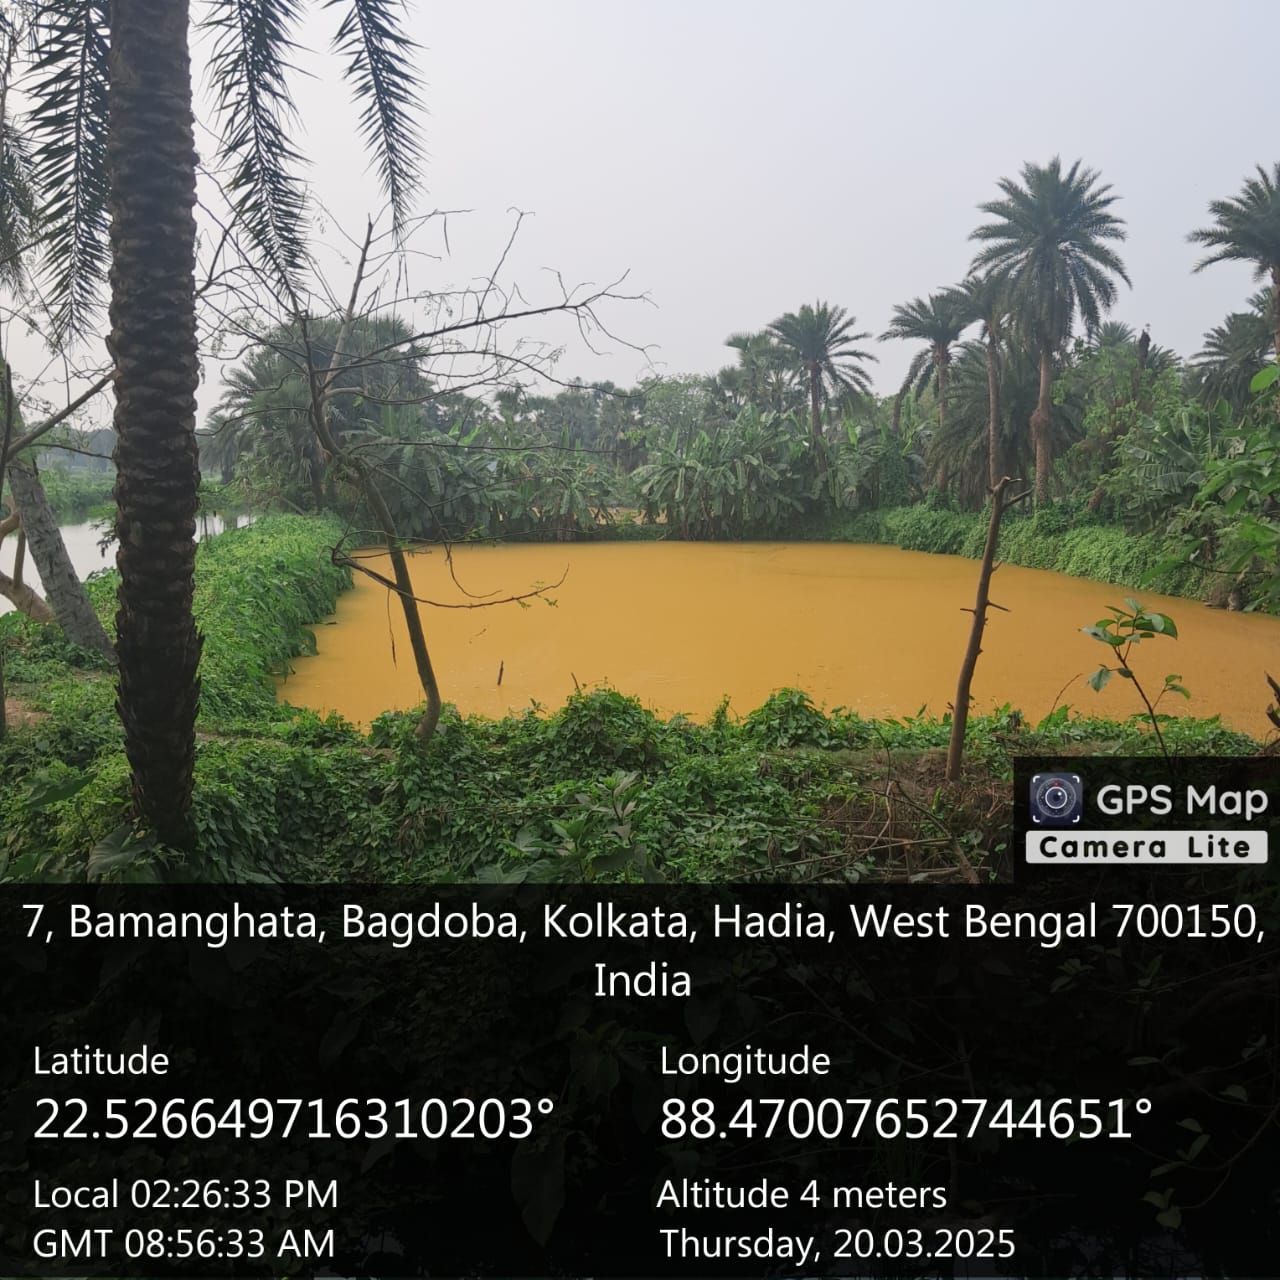 GPS Map
Camera Lite
7, Bamanghata, Bagdoba, Kolkata, Hadia, West Bengal 700150,
India
Latitude
22.526649716310203°
Longitude
88.47007652744651°
Local 02:26:33 PM
GMT 08:56:33 AM
Altitude 4 meters
Thursday, 20.03.2025